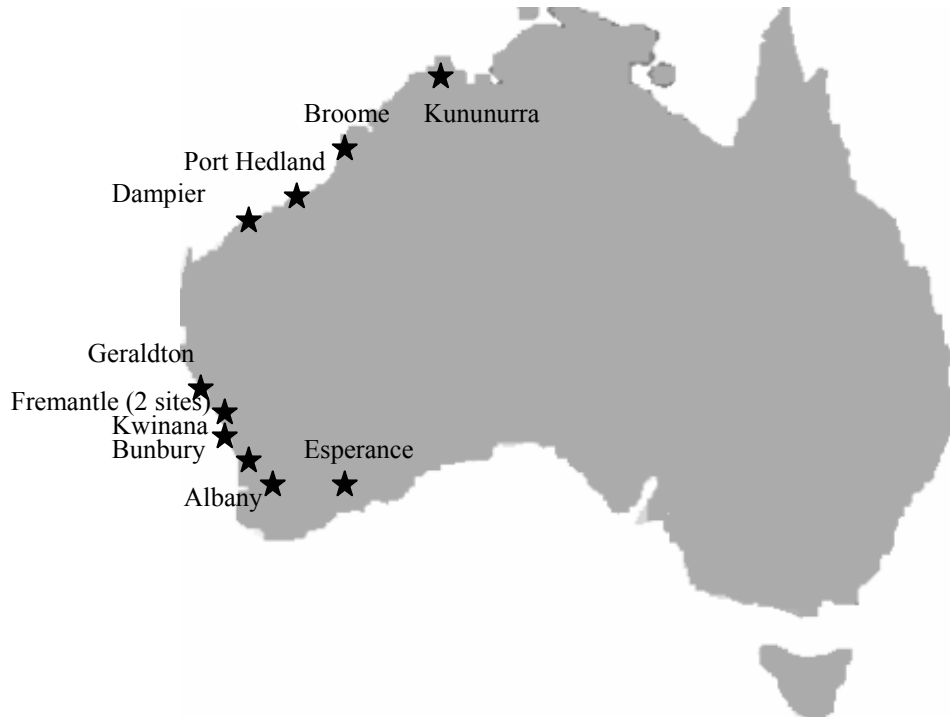 Broome
Kununurra
Port Hedland
Dampier
Geraldton
Fremantle (2 sites)
Kwinana
Bunbury
Esperance
Albany